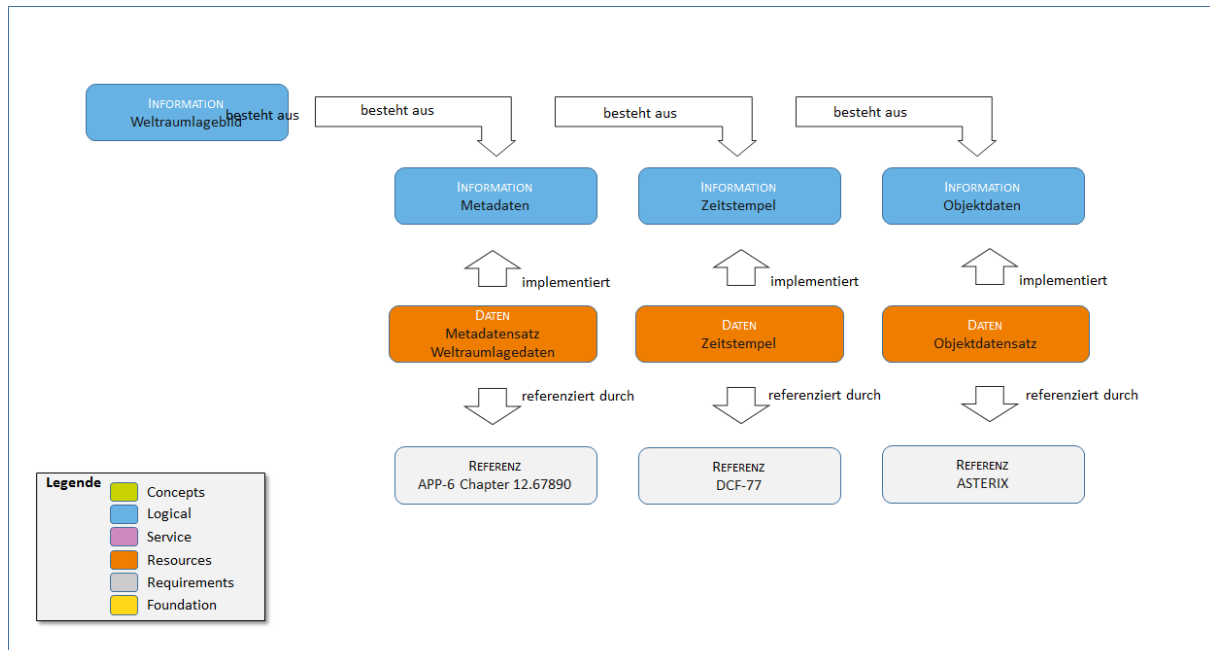 INFORMATION
Weltraumlagebild
besteht aus
besteht aus
besteht aus
besteht aus
INFORMATION
Metadaten
INFORMATION
Zeitstempel
INFORMATION
Objektdaten
implementiert
implementiert
implementiert
DATEN
Metadatensatz
Weltraumlagedaten
DATEN
Zeitstempel
DATEN
Objektdatensatz
referenziert durch
referenziert durch
referenziert durch
REFERENZ
APP-6 Chapter 12.67890
REFERENZ
DCF-77
REFERENZ
ASTERIX
Legende
Concepts
Logical
Service
Resources
Requirements
Foundation